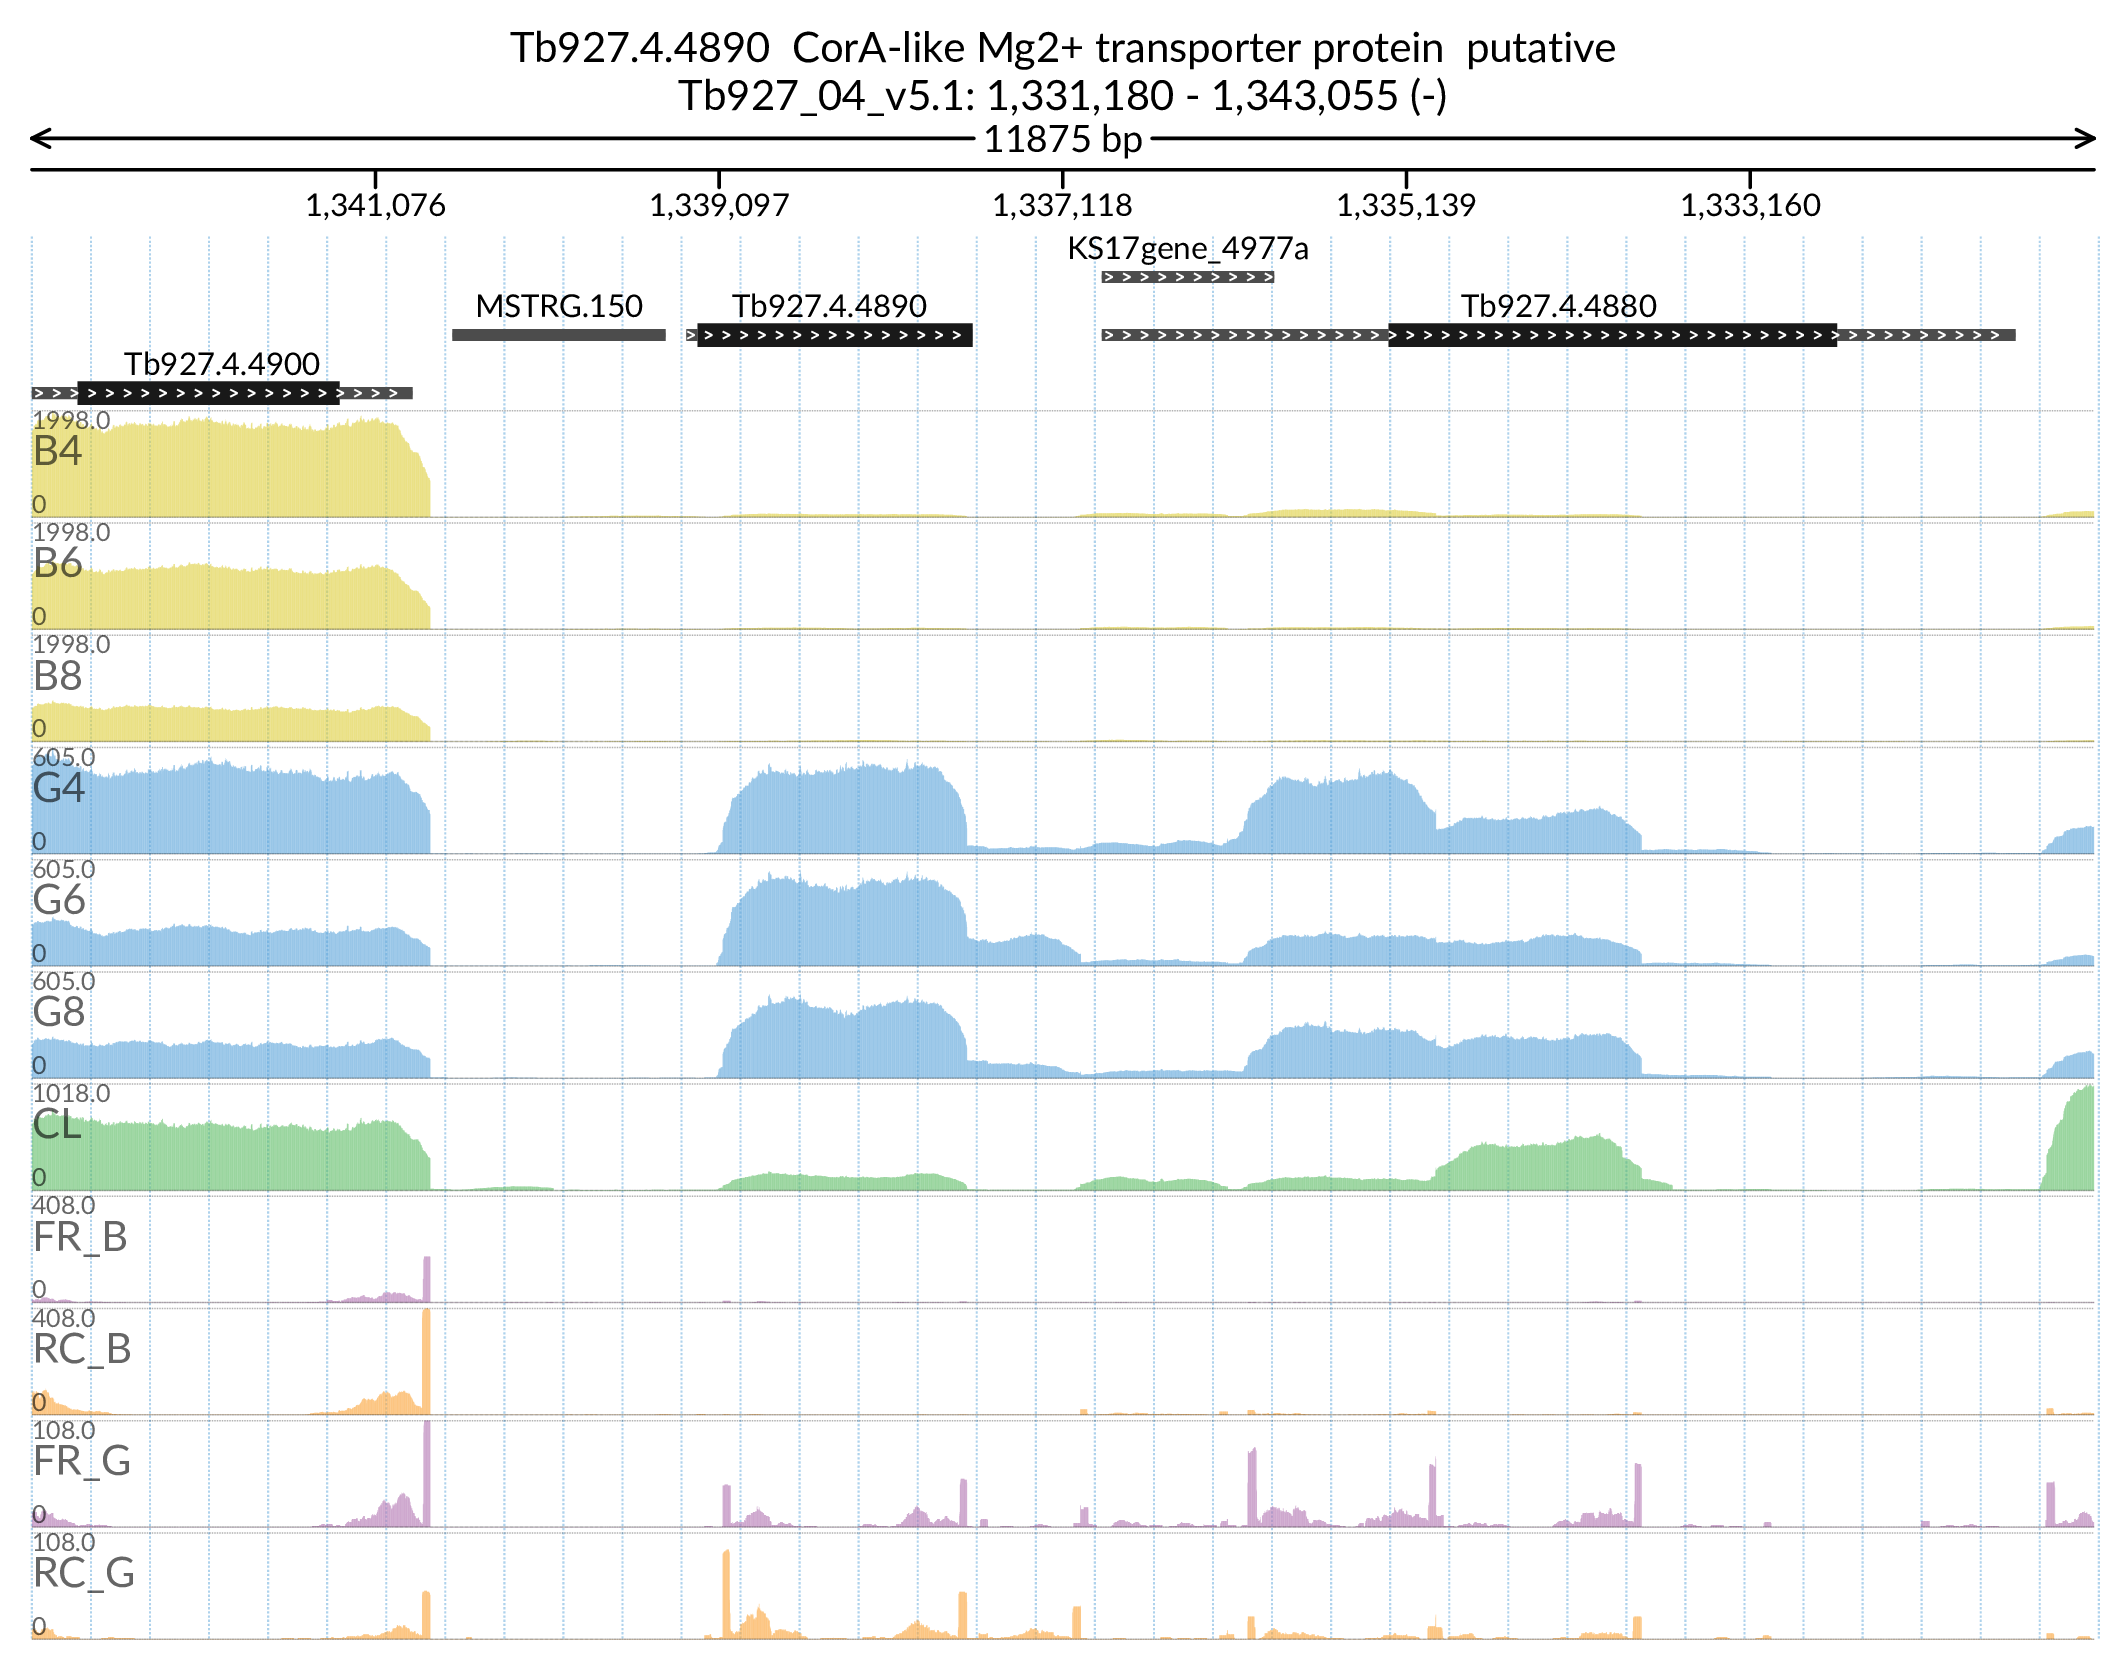 Tb927.4.4890  CorA-like Mg2+ transporter protein  putative
Tb927_04_v5.1: 1,331,180 - 1,343,055 (-)
11875 bp
1,341,076 1,339,097 1,337,118 1,335,139 1,333,160
KS17gene_4977a
MSTRG.150 Tb927.4.4890 Tb927.4.4880
Tb927.4.4900
1998.0
B4
0
1998.0
B6
0
1998.0
B8
0
605.0
G4
0
605.0
G6
0
605.0
G8
0
1018.0
CL
0
408.0
FR_B
0
408.0
RC_B
0
108.0
FR_G
0
108.0
RC_G
0